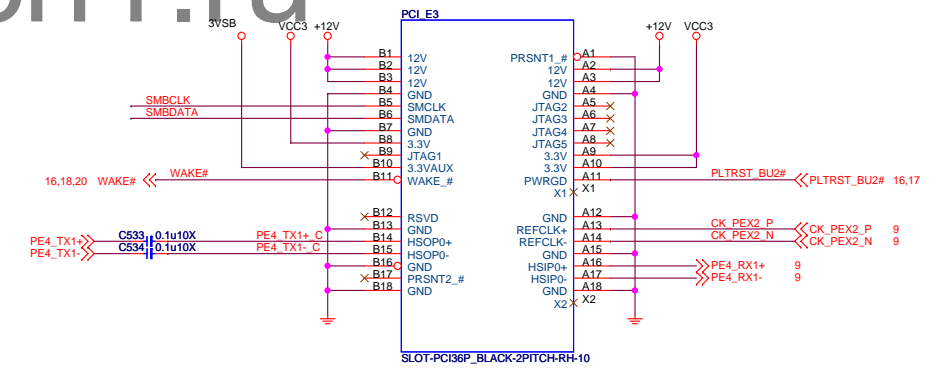 PCI_E3
3VSB VCC3 +12V +12V VCC3
B1 12V PRSNT1_# A1
B2 12V 12V A2
B3 12V 12V A3
B4 GND GND A4
SMBCLK B5 SMCLK JTAG2 A5
SMBDATA B6 SMDATA JTAG3 A6
B7 GND JTAG4 A7
B8 3.3V JTAG5 A8
B9 JTAG1 3.3V A9
B10 3.3VAUX 3.3V A10
16,18,20 WAKE# WAKE# B11 WAKE_# PWRGD A11 PLTRST_BU2# PLTRST_BU2# 16,17
X1 X1
B12 RSVD GND A12
B13 GND REFCLK+ A13 CK_PEX2_P CK_PEX2_P 9
PE4_TX1+ C533 0.1u10X PE4_TX1+_C B14 HSOP0+ REFCLK- A14 CK_PEX2_N CK_PEX2_N 9
PE4_TX1- C534 0.1u10X PE4_TX1-_C B15 HSOP0- GND A15
B16 GND HSIP0+ A16 PE4_RX1+ 9
B17 PRSNT2_# HSIP0- A17 PE4_RX1- 9
B18 GND GND A18
X2 X2
SLOT-PCI36P_BLACK-2PITCH-RH-10